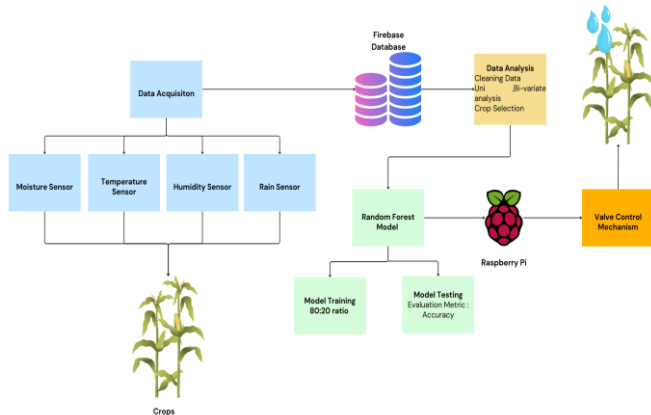 Firebase
Database
Data Acquisiton
Data Analysis
Cleaning Data
Uni ,Bi-variate
analysis
Crop Selection
Moisture Sensor
Temperature
Sensor
Humidity Sensor
Rain Sensor
Random Forest
Model
Raspberry Pi
Valve Control
Mechanism
Model Training
80:20 ratio
Model Testing
Evaluation Metric :
Accuracy
Crops